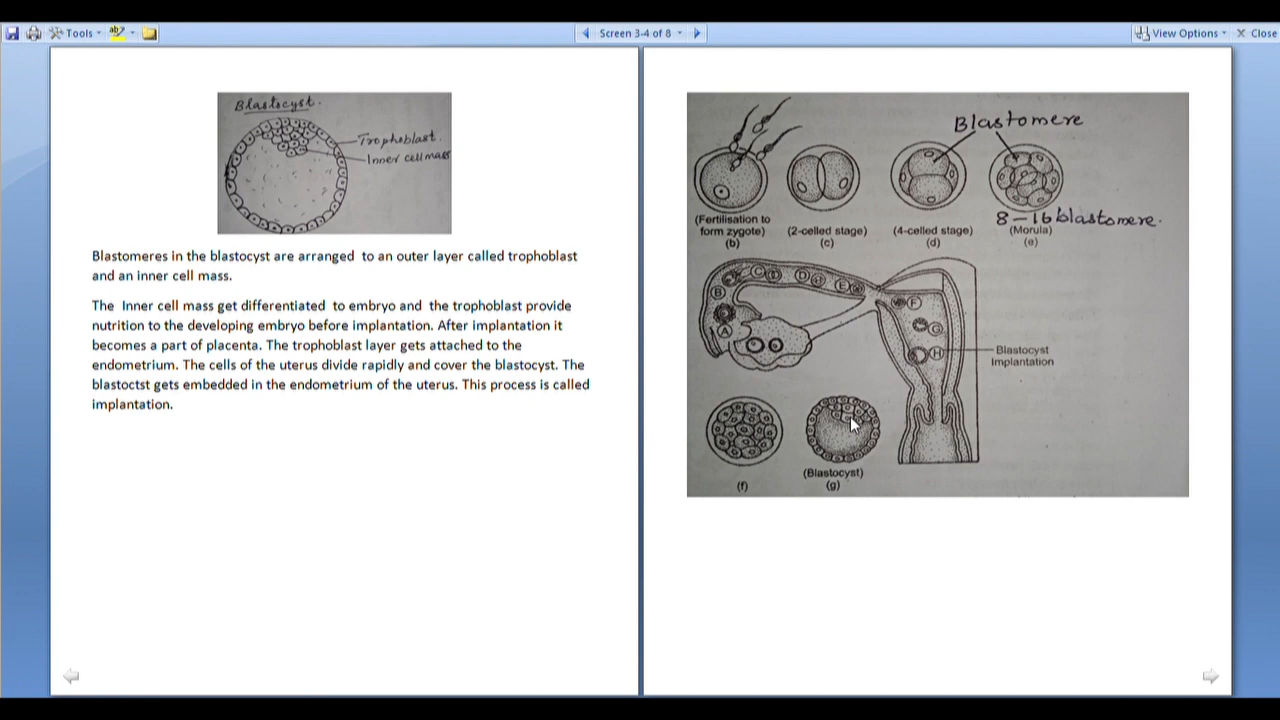 Tools
Screen 3-4 of 8
View Options
Close
Blastocyst.
Trophoblast.
Inner cell mass
Blastomeres in the blastocyst are arranged to an outer layer called trophoblast
and an inner cell mass.
The Inner cell mass get differentiated to embryo and the trophoblast provide
nutrition to the developing embryo before implantation. After implantation it
becomes a part of placenta. The trophoblast layer gets attached to the
endometrium. The cells of the uterus divide rapidly and cover the blastocyst. The
blastoctst gets embedded in the endometrium of the uterus. This process is called
implantation.
Blastomere
8-16 blastomere.
(Fertilisation to
form zygote)
(b)
(2-celled stage)
(c)
(4-celled stage)
(d)
(Morula)
(e)
A
B
C
D
E
F
G
H
Blastocyst
Implantation
(f)
(Blastocyst)
(g)